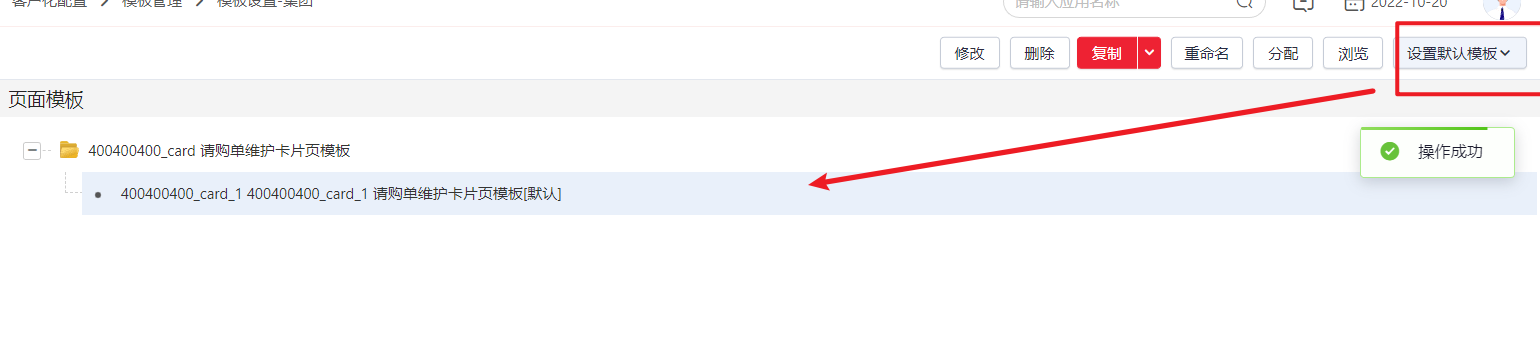 客户化配置 > 模板管理 > 模板设置-集团 请输入应用名称 2022-10-20
修改 删除 复制 重命名 分配 浏览 设置默认模板
页面模板
400400400_card 请购单维护卡片页模板
操作成功
400400400_card_1 400400400_card_1 请购单维护卡片页模板[默认]